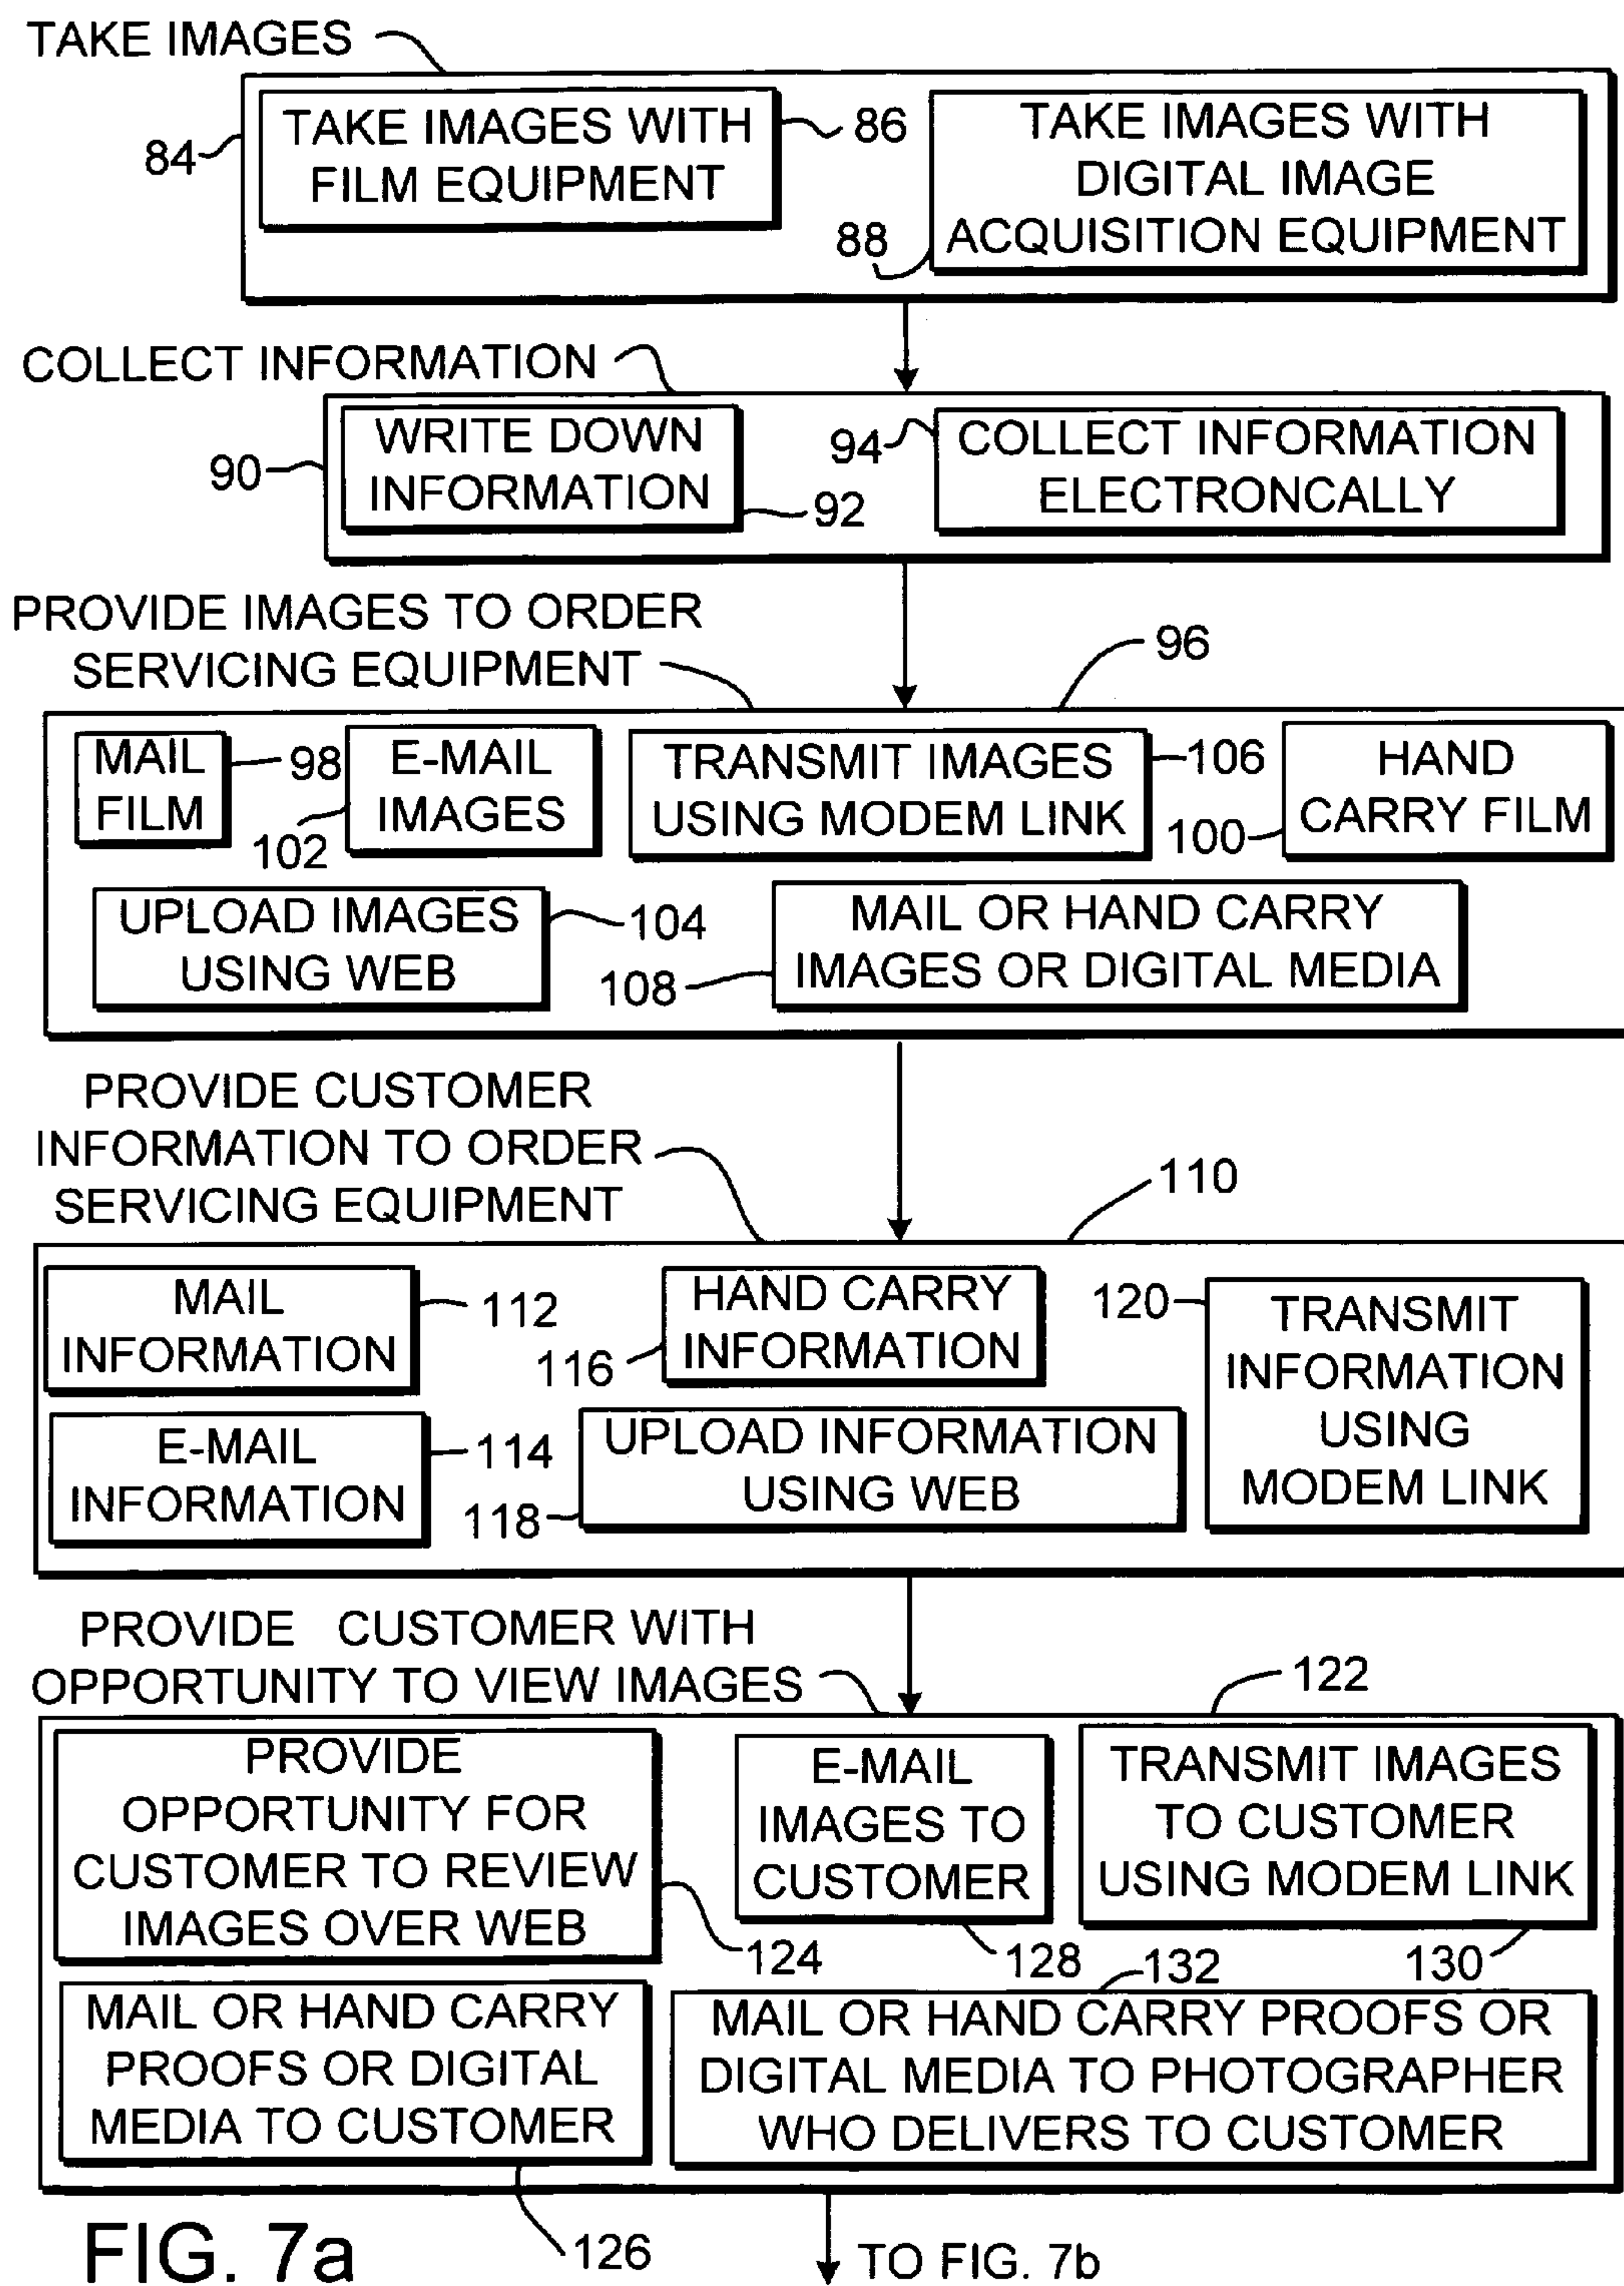 TAKE IMAGES
84
TAKE IMAGES WITH
FILM EQUIPMENT
86
TAKE IMAGES WITH
DIGITAL IMAGE
ACQUISITION EQUIPMENT
88
COLLECT INFORMATION
90
WRITE DOWN
INFORMATION
92
94
COLLECT INFORMATION
ELECTRONCALLY
PROVIDE IMAGES TO ORDER
SERVICING EQUIPMENT
96
MAIL
FILM
98
E-MAIL
IMAGES
102
TRANSMIT IMAGES
USING MODEM LINK
106
HAND
CARRY FILM
100
UPLOAD IMAGES
USING WEB
104
MAIL OR HAND CARRY
IMAGES OR DIGITAL MEDIA
108
PROVIDE CUSTOMER
INFORMATION TO ORDER
SERVICING EQUIPMENT
110
MAIL
INFORMATION
112
HAND CARRY
INFORMATION
116
120
TRANSMIT
INFORMATION
USING
MODEM LINK
E-MAIL
INFORMATION
114
UPLOAD INFORMATION
USING WEB
118
PROVIDE CUSTOMER WITH
OPPORTUNITY TO VIEW IMAGES
122
PROVIDE
OPPORTUNITY FOR
CUSTOMER TO REVIEW
IMAGES OVER WEB
124
E-MAIL
IMAGES TO
CUSTOMER
128
TRANSMIT IMAGES
TO CUSTOMER
USING MODEM LINK
130
MAIL OR HAND CARRY
PROOFS OR DIGITAL
MEDIA TO CUSTOMER
126
132
MAIL OR HAND CARRY PROOFS OR
DIGITAL MEDIA TO PHOTOGRAPHER
WHO DELIVERS TO CUSTOMER
FIG. 7a
TO FIG. 7b